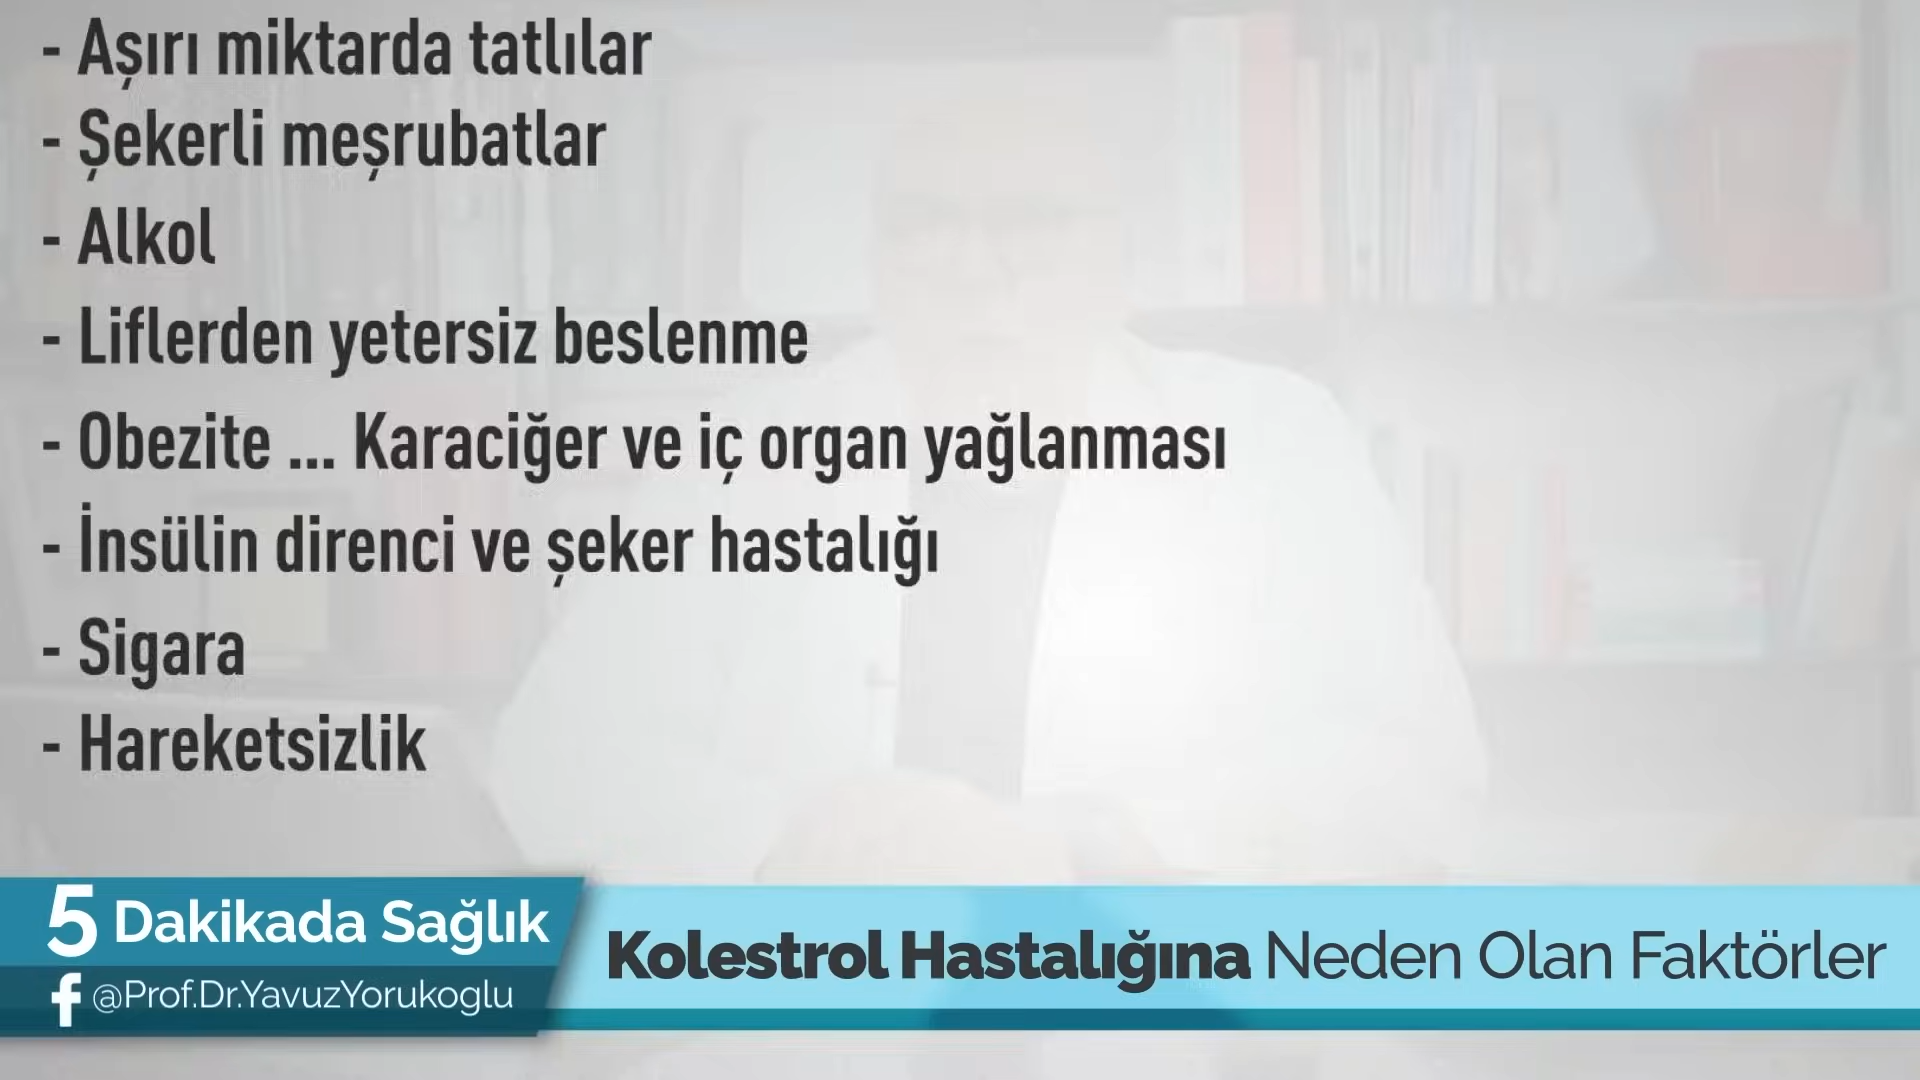 - Aşırı miktarda tatlılar
- Şekerli meşrubatlar
- Alkol
- Liflerden yetersiz beslenme
- Obezite ... Karaciğer ve iç organ yağlanması
- İnsülin direnci ve şeker hastalığı
- Sigara
- Hareketsizlik
5 Dakikada Sağlık
@Prof.Dr.YavuzYorukoglu
Kolestrol Hastalığına Neden Olan Faktörler